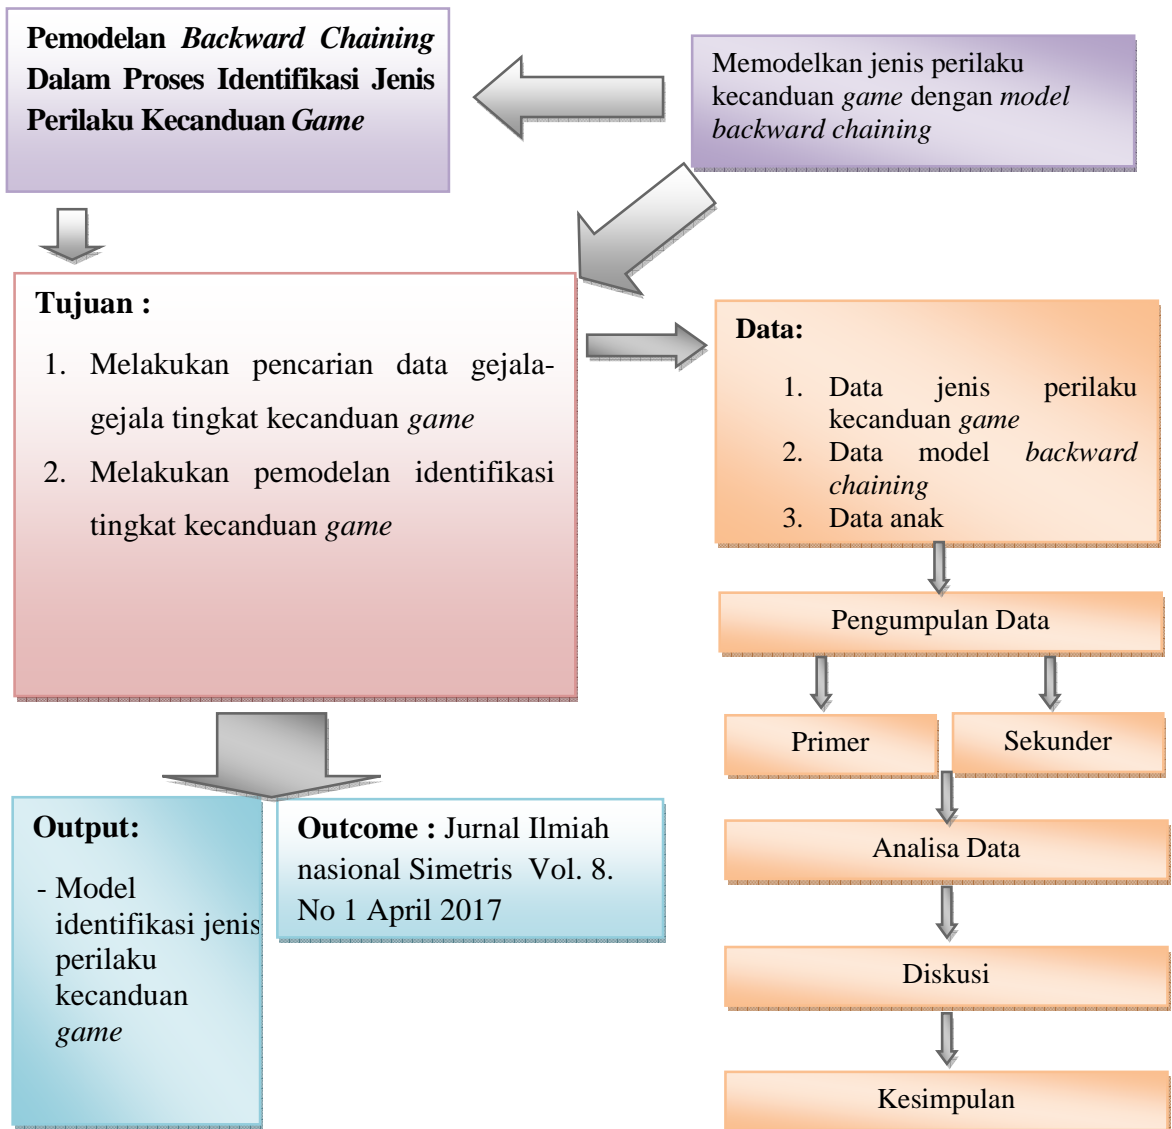 Pemodelan Backward Chaining
Dalam Proses Identifikasi Jenis
Perilaku Kecanduan Game
Memodelkan jenis perilaku
kecanduan game dengan model
backward chaining
Tujuan :
1. Melakukan pencarian data gejala-
gejala tingkat kecanduan game
2. Melakukan pemodelan identifikasi
tingkat kecanduan game
Data:
1. Data jenis perilaku
kecanduan game
2. Data model backward
chaining
3. Data anak
Pengumpulan Data
Primer
Sekunder
Analisa Data
Diskusi
Kesimpulan
Output:
- Model
identifikasi jenis
perilaku
kecanduan
game
Outcome : Jurnal Ilmiah
nasional Simetris Vol. 8.
No 1 April 2017